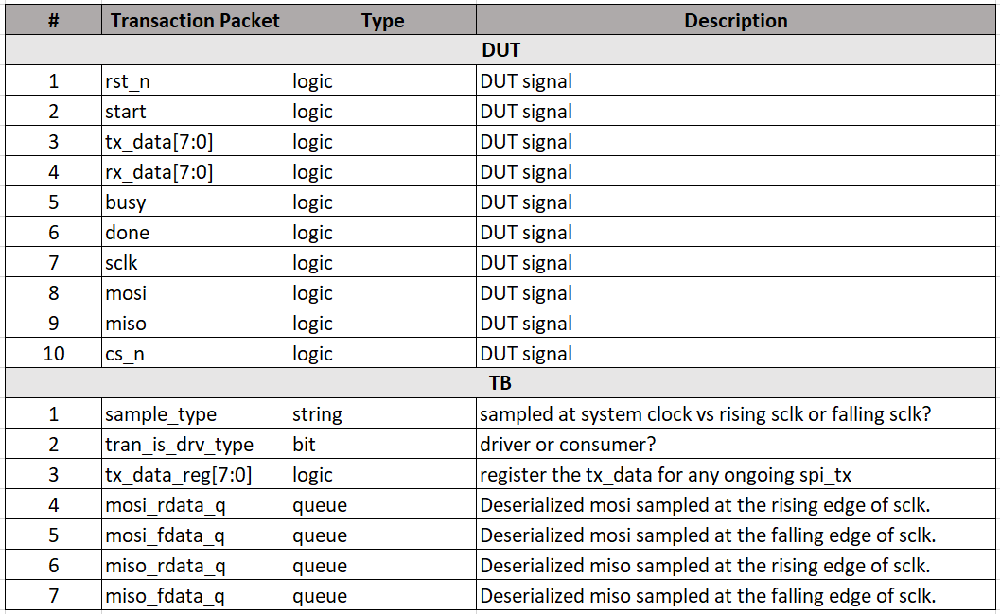 # Transaction Packet Type Description
DUT
1 rst_n logic DUT signal
2 start logic DUT signal
3 tx_data[7:0] logic DUT signal
4 rx_data[7:0] logic DUT signal
5 busy logic DUT signal
6 done logic DUT signal
7 sclk logic DUT signal
8 mosi logic DUT signal
9 miso logic DUT signal
10 cs_n logic DUT signal
TB
1 sample_type string sampled at system clock vs rising sclk or falling sclk?
2 tran_is_drv_type bit driver or consumer?
3 tx_data_reg[7:0] logic register the tx_data for any ongoing spi_tx
4 mosi_rdata_q queue Deserialized mosi sampled at the rising edge of sclk.
5 mosi_fdata_q queue Deserialized mosi sampled at the falling edge of sclk.
6 miso_rdata_q queue Deserialized miso sampled at the rising edge of sclk.
7 miso_fdata_q queue Deserialized miso sampled at the falling edge of sclk.